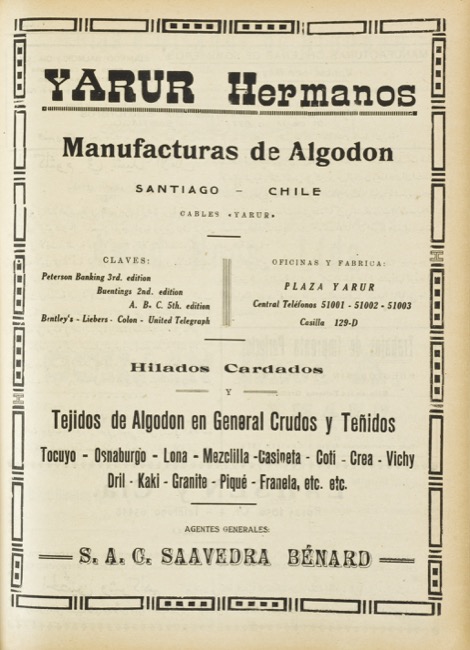 YARUR Hermanos
Manufacturas de Algodon
SANTIAGO – CHILE
CABLES «YARUR»
CLAVES:
Peterson Banking 3rd. edition
Buentings 2nd. edition
A. B. C. 5th. edition
Bentley's - Liebers - Colon - United Telegraph
OFICINAS Y FABRICA:
PLAZA YARUR
Central Teléfonos 51001 - 51002 - 51003
Casilla 129-D
Hilados Cardados
Y
Tejidos de Algodon en General Crudos y Teñidos
Tocuyo - Osnaburgo - Lona - Mezclilla - Casineta - Coti - Crea - Vichy
Dril - Kaki - Granite - Piqué - Franela, etc. etc.
AGENTES GENERALES:
S. A. C. SAAVEDRA BÉNARD